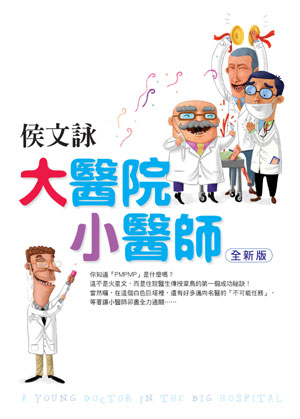 侯文詠
大醫院
小醫師
全新版
你知道「PMPMP」是什麼嗎？
這不是火星文，而是住院醫生傳授菜鳥的第一個成功祕訣！
當然囉，在這個白色巨塔裡，還有好多邁向名醫的「不可能任務」，
等著讓小醫師卯盡全力過關……
A YOUNG DOCTOR IN THE BIG HOSPITAL